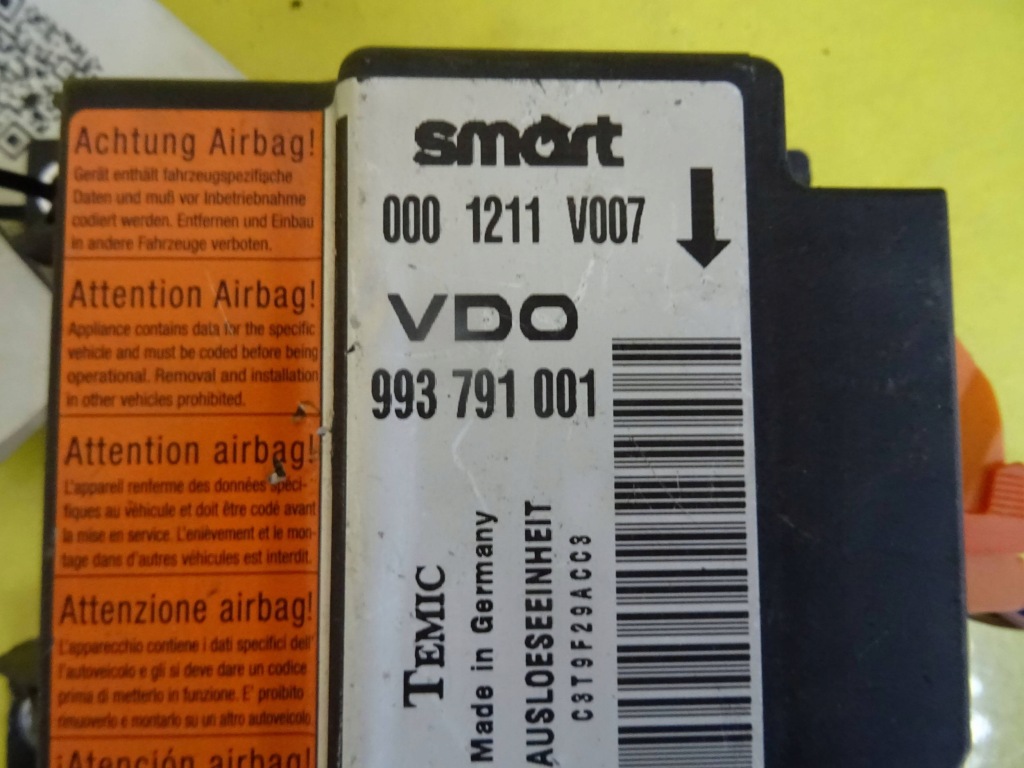 Achtung Airbag!
Gerät enthält fahrzeugspezifische
Daten und muß vor Inbetriebnahme
codiert werden. Entfernen und Einbau
in andere Fahrzeuge verboten.
Attention Airbag!
Appliance contains data for the specific
vehicle and must be coded before being
operational. Removal and installation
in other vehicles prohibited.
Attention airbag!
L'appareil renferme des données spéci-
fiques au véhicule et doit être codé avant
la mise en service. L'enièvement et le mon-
tage dans d'autres véhicules est interdit.
Attenzione airbag!
L'apparecchio contiene i dati specifici dell'
l'autoveicolo e gli si deve dare un codice
prima di metterlo in funzione. E' proibito
rimuoverlo e montarlo su un altro autoveicolo
¡Atención airbag!
smart
000 1211 V007
VDO
993 791 001
TEMIC
Made in Germany
AUSLOESEEINHEIT
C3T9F29ACC3